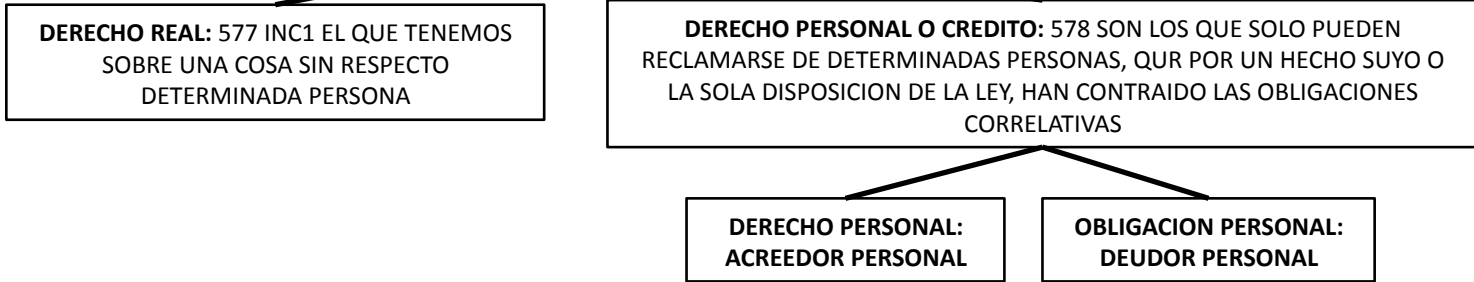 DERECHO REAL: 577 INC1 EL QUE TENEMOS
SOBRE UNA COSA SIN RESPECTO
DETERMINADA PERSONA
DERECHO PERSONAL O CREDITO: 578 SON LOS QUE SOLO PUEDEN
RECLAMARSE DE DETERMINADAS PERSONAS, QUR POR UN HECHO SUYO O
LA SOLA DISPOSICION DE LA LEY, HAN CONTRAIDO LAS OBLIGACIONES
CORRELATIVAS
DERECHO PERSONAL:
ACREEDOR PERSONAL
OBLIGACION PERSONAL:
DEUDOR PERSONAL